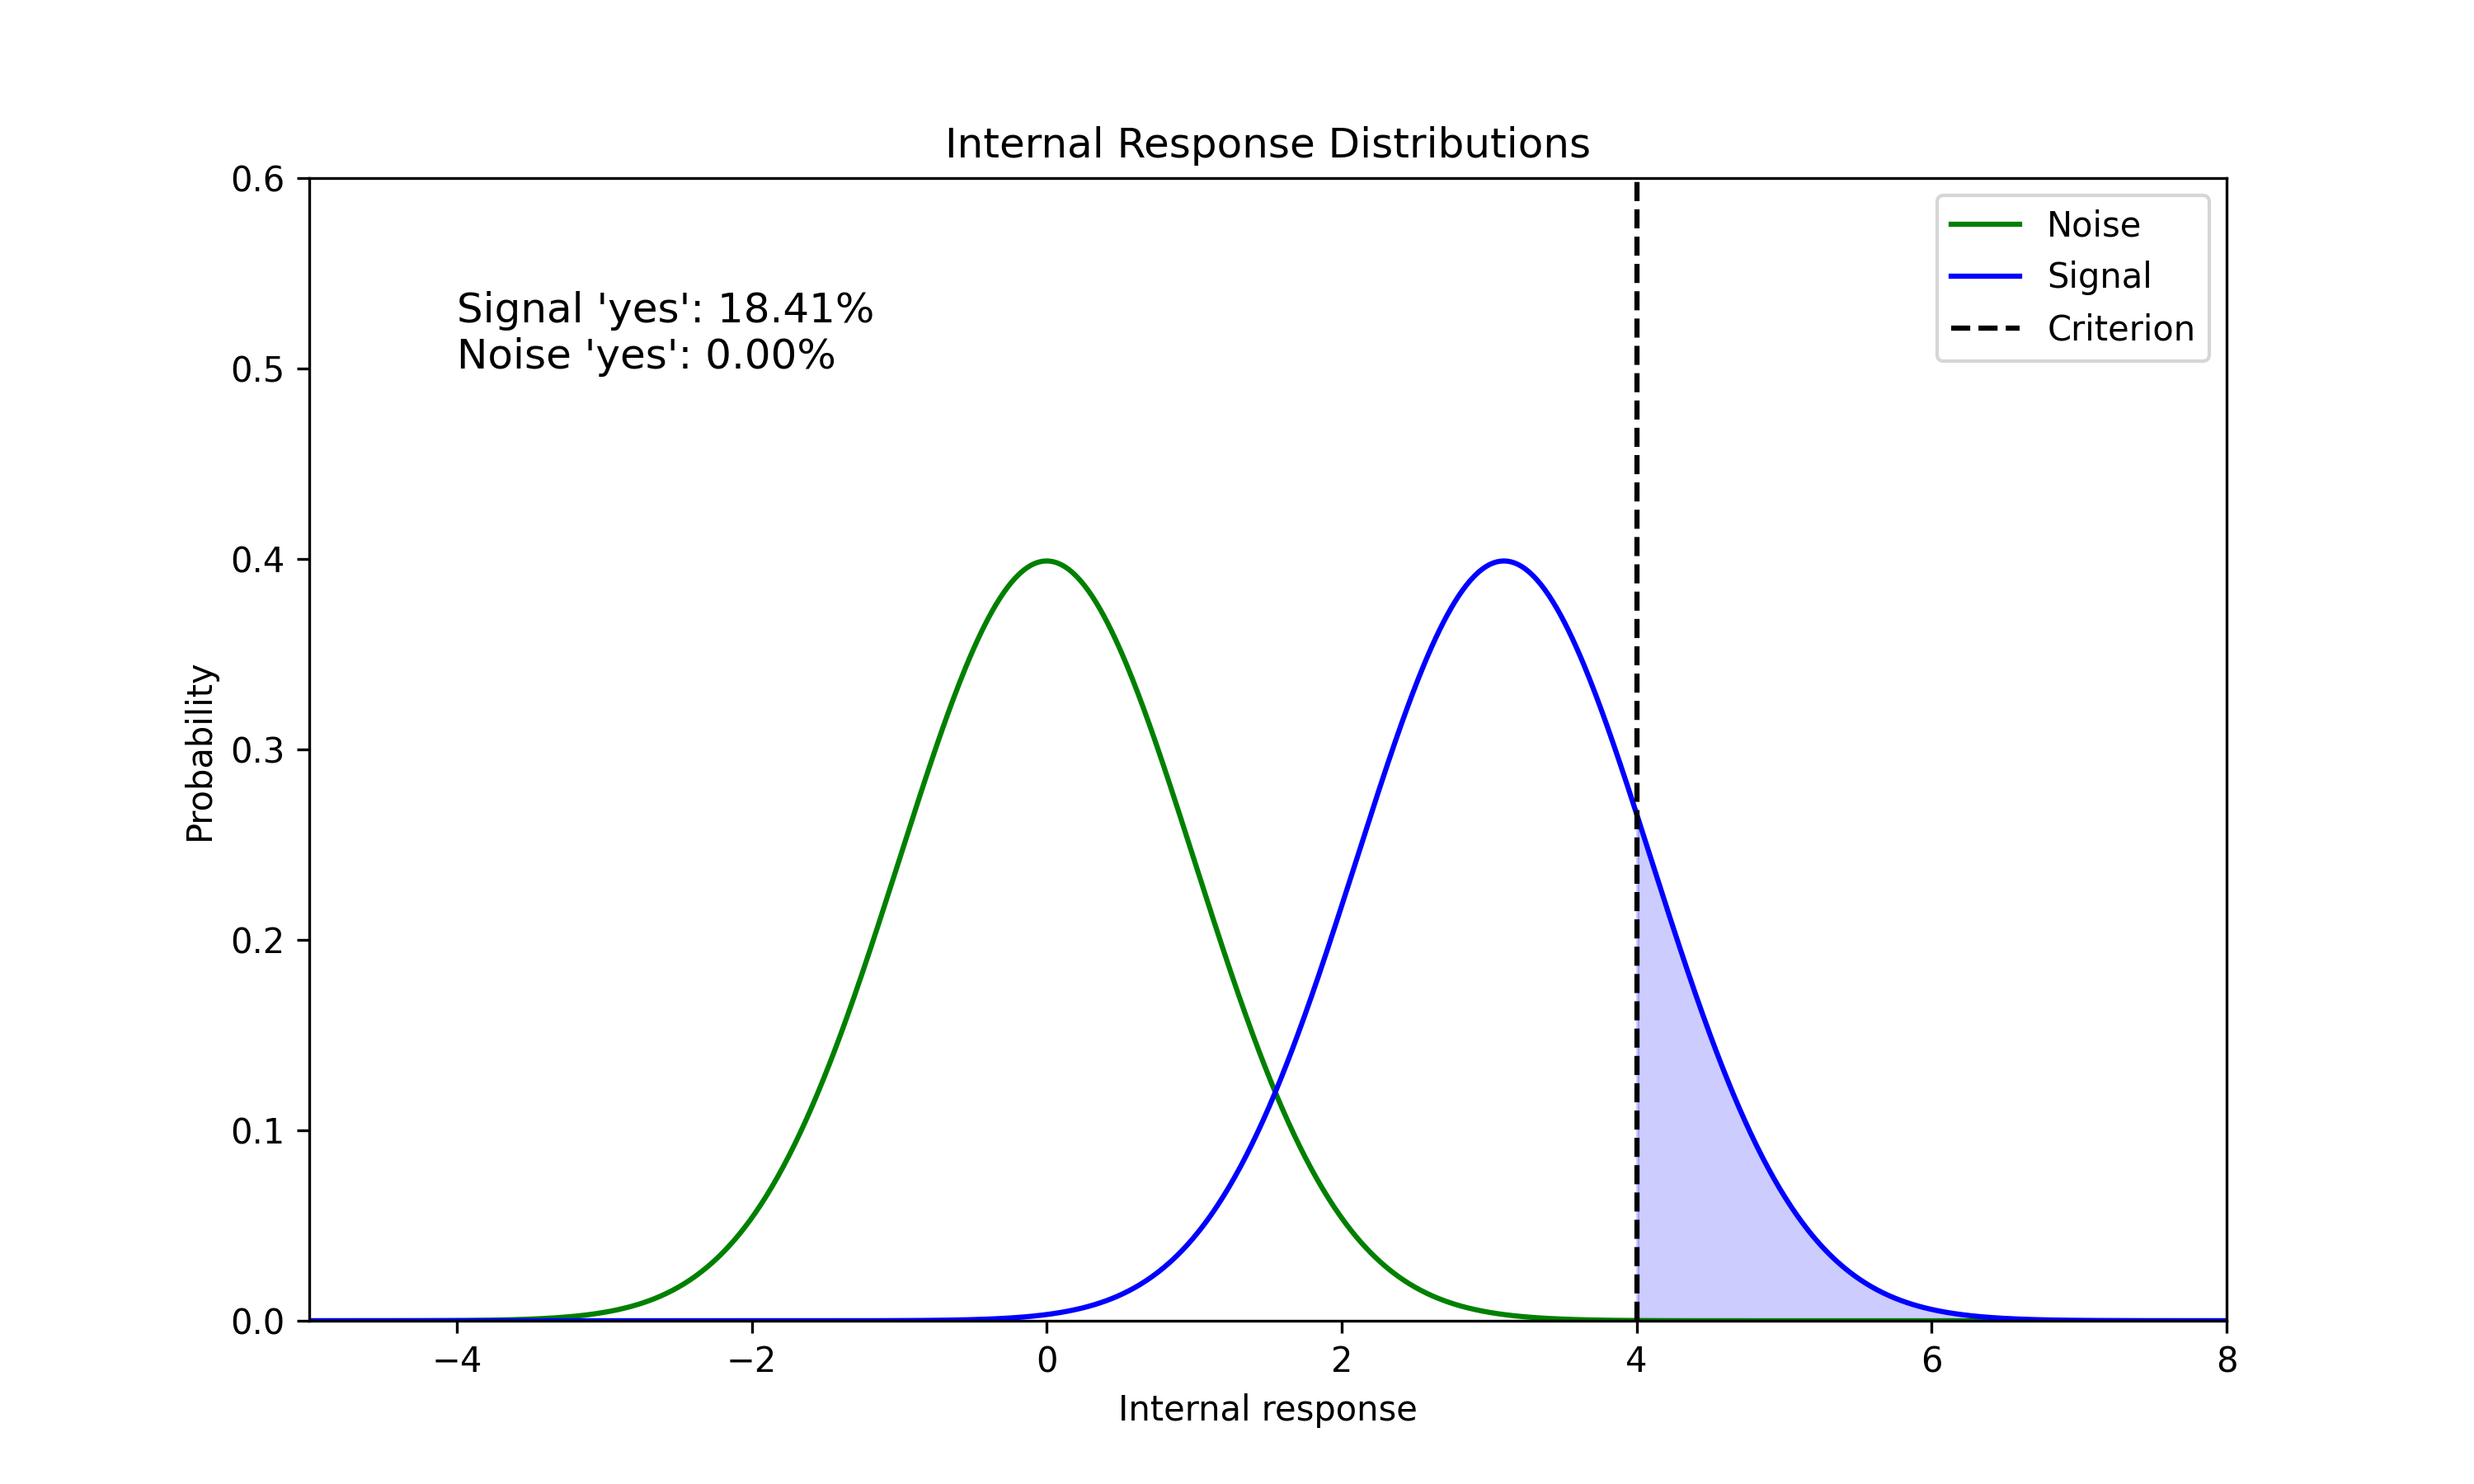 Internal Response Distributions
Signal 'yes': 18.41%
Noise 'yes': 0.00%
Noise
Signal
Criterion
Probability
0.6
0.5
0.4
0.3
0.2
0.1
0.0
−4 −2 0 2 4 6 8
Internal response